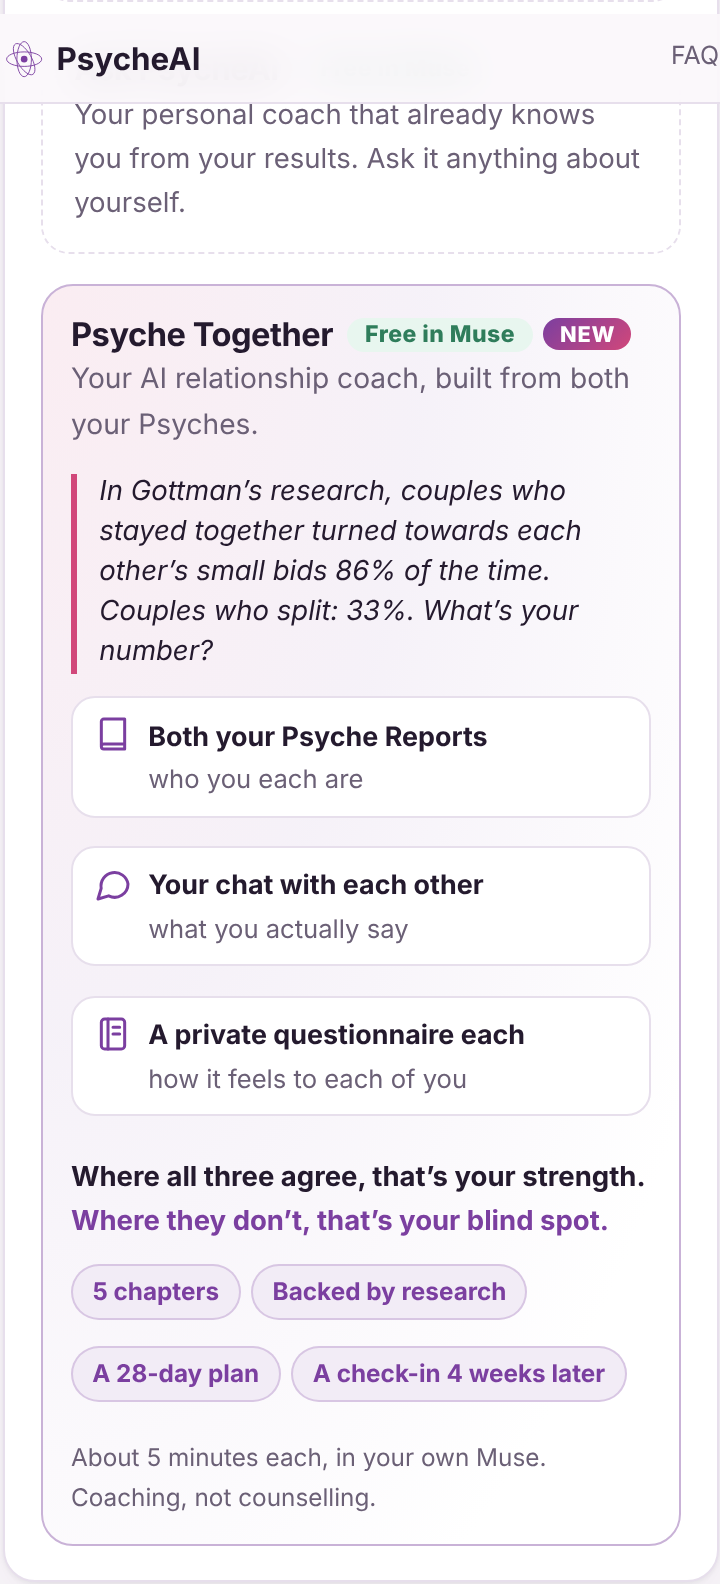 PsycheAI
FAQ
Your personal coach that already knows
you from your results. Ask it anything about
yourself.
Psyche Together Free in Muse NEW
Your AI relationship coach, built from both
your Psyches.
In Gottman’s research, couples who
stayed together turned towards each
other’s small bids 86% of the time.
Couples who split: 33%. What’s your
number?
Both your Psyche Reports
who you each are
Your chat with each other
what you actually say
A private questionnaire each
how it feels to each of you
Where all three agree, that’s your strength.
Where they don’t, that’s your blind spot.
5 chapters Backed by research
A 28-day plan A check-in 4 weeks later
About 5 minutes each, in your own Muse.
Coaching, not counselling.